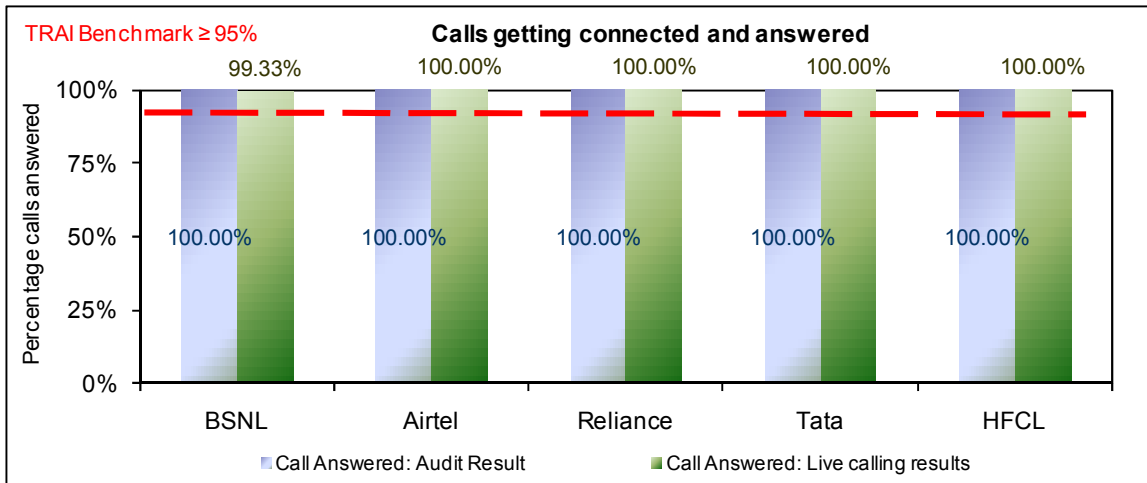 TRAI Benchmark ≥ 95%
Calls getting connected and answered
99.33% 100.00% 100.00% 100.00% 100.00%
Percentage calls answered
100%
75%
50%
25%
0%
100.00% 100.00% 100.00% 100.00% 100.00%
BSNL Airtel Reliance Tata HFCL
Call Answered: Audit Result Call Answered: Live calling results